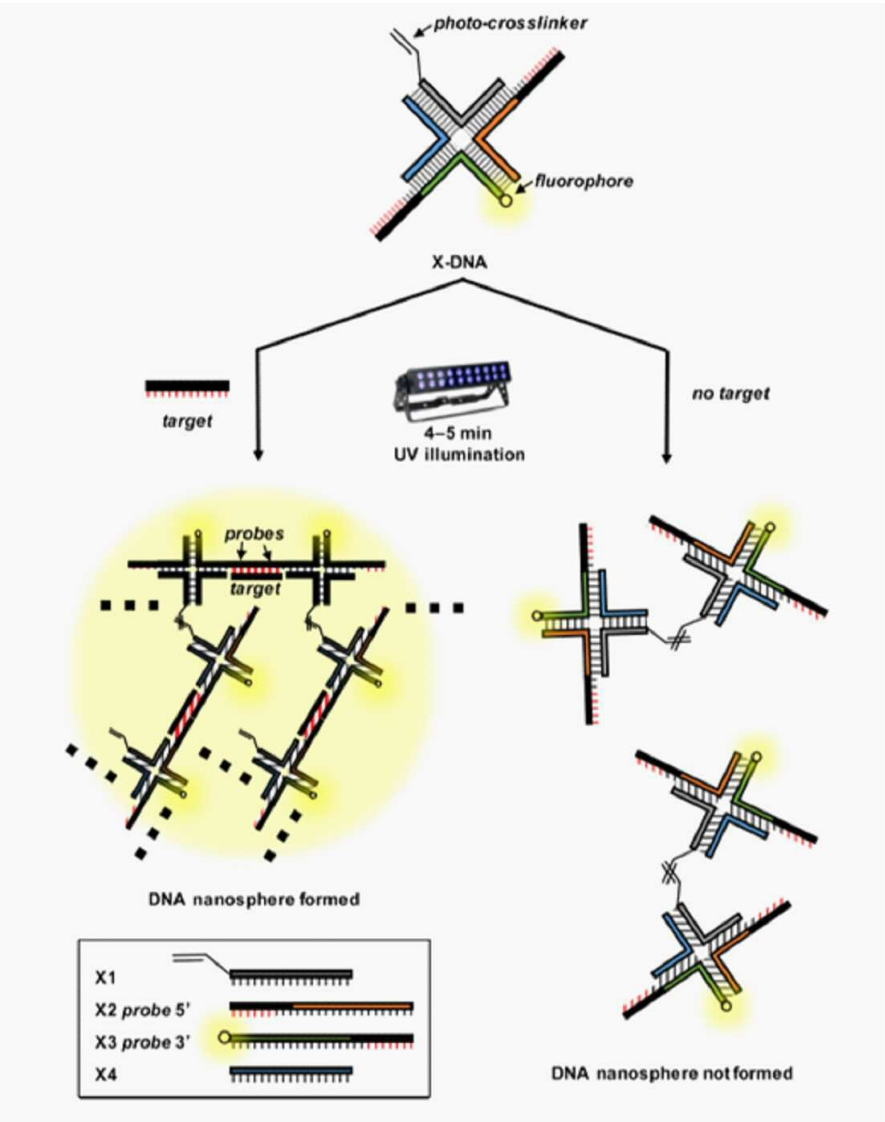 photo-crosslinker
fluorophore
X-DNA
target
no target
4–5 min
UV illumination
probes
target
DNA nanosphere formed
X1
X2 probe 5’
X3 probe 3’
X4
DNA nanosphere not formed